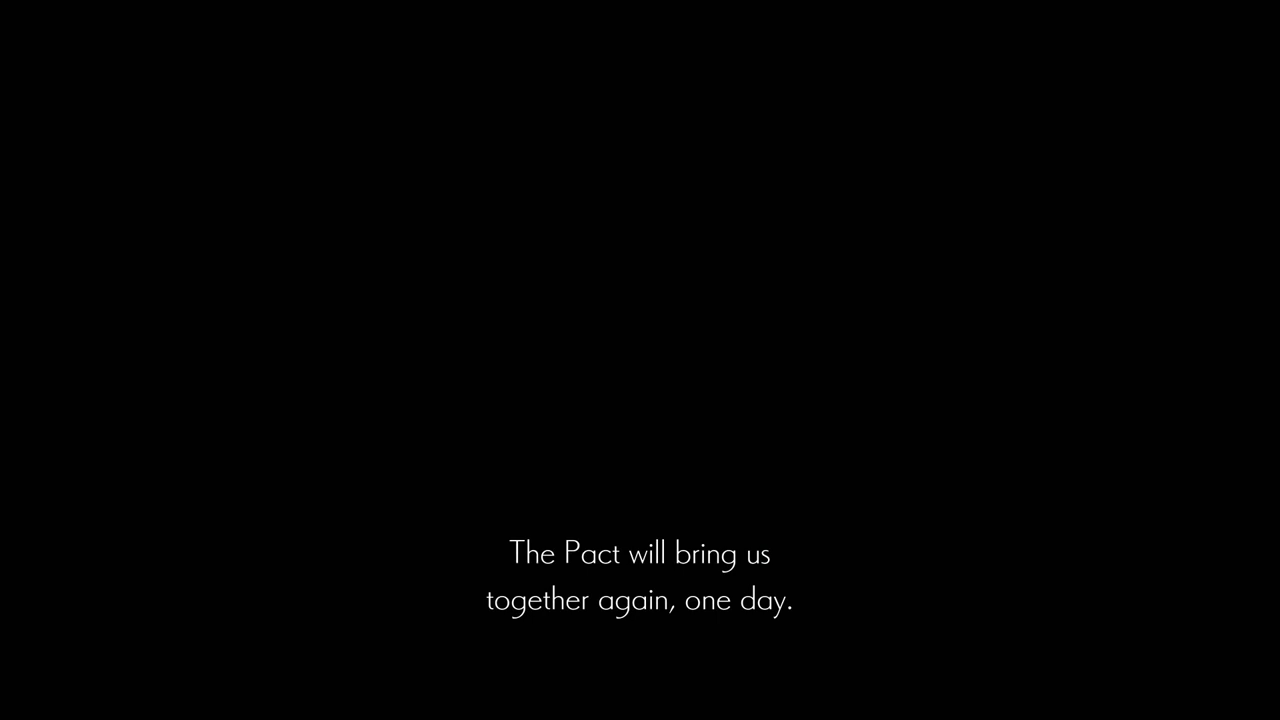 The Pact will bring us
together again, one day.